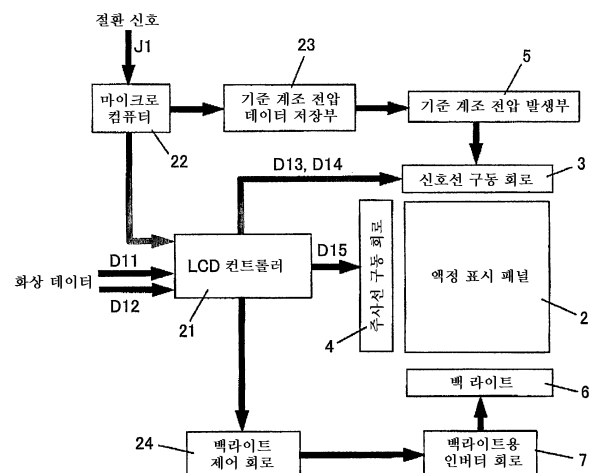 절환 신호
J1
23
5
마이크로
컴퓨터
기준 계조 전압
데이터 저장부
기준 계조 전압 발생부
22
D13, D14
신호선 구동 회로
3
D11
화상 데이터
D12
LCD 컨트롤러
D15
주사선 구동 회로
액정 표시 패널
21
4
2
백 라이트
6
24
백라이트
제어 회로
백라이트용
인버터 회로
7